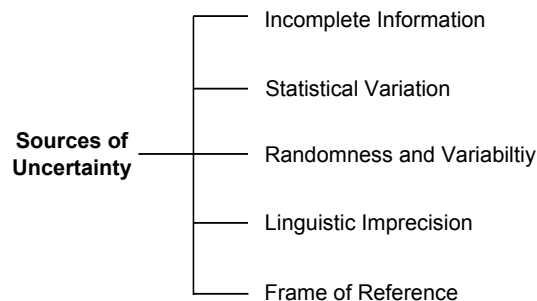 Incomplete Information
Statistical Variation
Sources of
Uncertainty
Randomness and Variabiltiy
Linguistic Imprecision
Frame of Reference